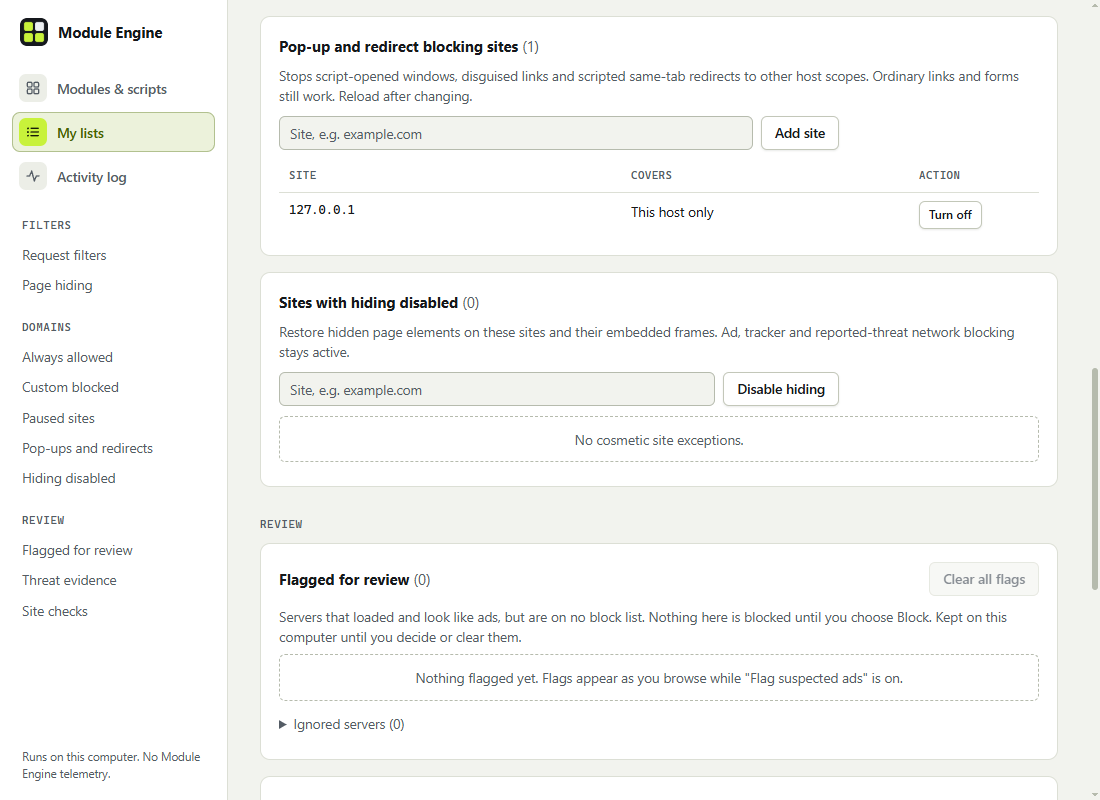 Module Engine
Modules & scripts
My lists
Activity log
FILTERS
Request filters
Page hiding
DOMAINS
Always allowed
Custom blocked
Paused sites
Pop-ups and redirects
Hiding disabled
REVIEW
Flagged for review
Threat evidence
Site checks
Runs on this computer. No Module
Engine telemetry.
Pop-up and redirect blocking sites (1)
Stops script-opened windows, disguised links and scripted same-tab redirects to other host scopes. Ordinary links and forms
still work. Reload after changing.
Site, e.g. example.com
Add site
SITE COVERS ACTION
127.0.0.1 This host only Turn off
Sites with hiding disabled (0)
Restore hidden page elements on these sites and their embedded frames. Ad, tracker and reported-threat network blocking
stays active.
Site, e.g. example.com
Disable hiding
No cosmetic site exceptions.
REVIEW
Flagged for review (0)
Clear all flags
Servers that loaded and look like ads, but are on no block list. Nothing here is blocked until you choose Block. Kept on this
computer until you decide or clear them.
Nothing flagged yet. Flags appear as you browse while "Flag suspected ads" is on.
Ignored servers (0)